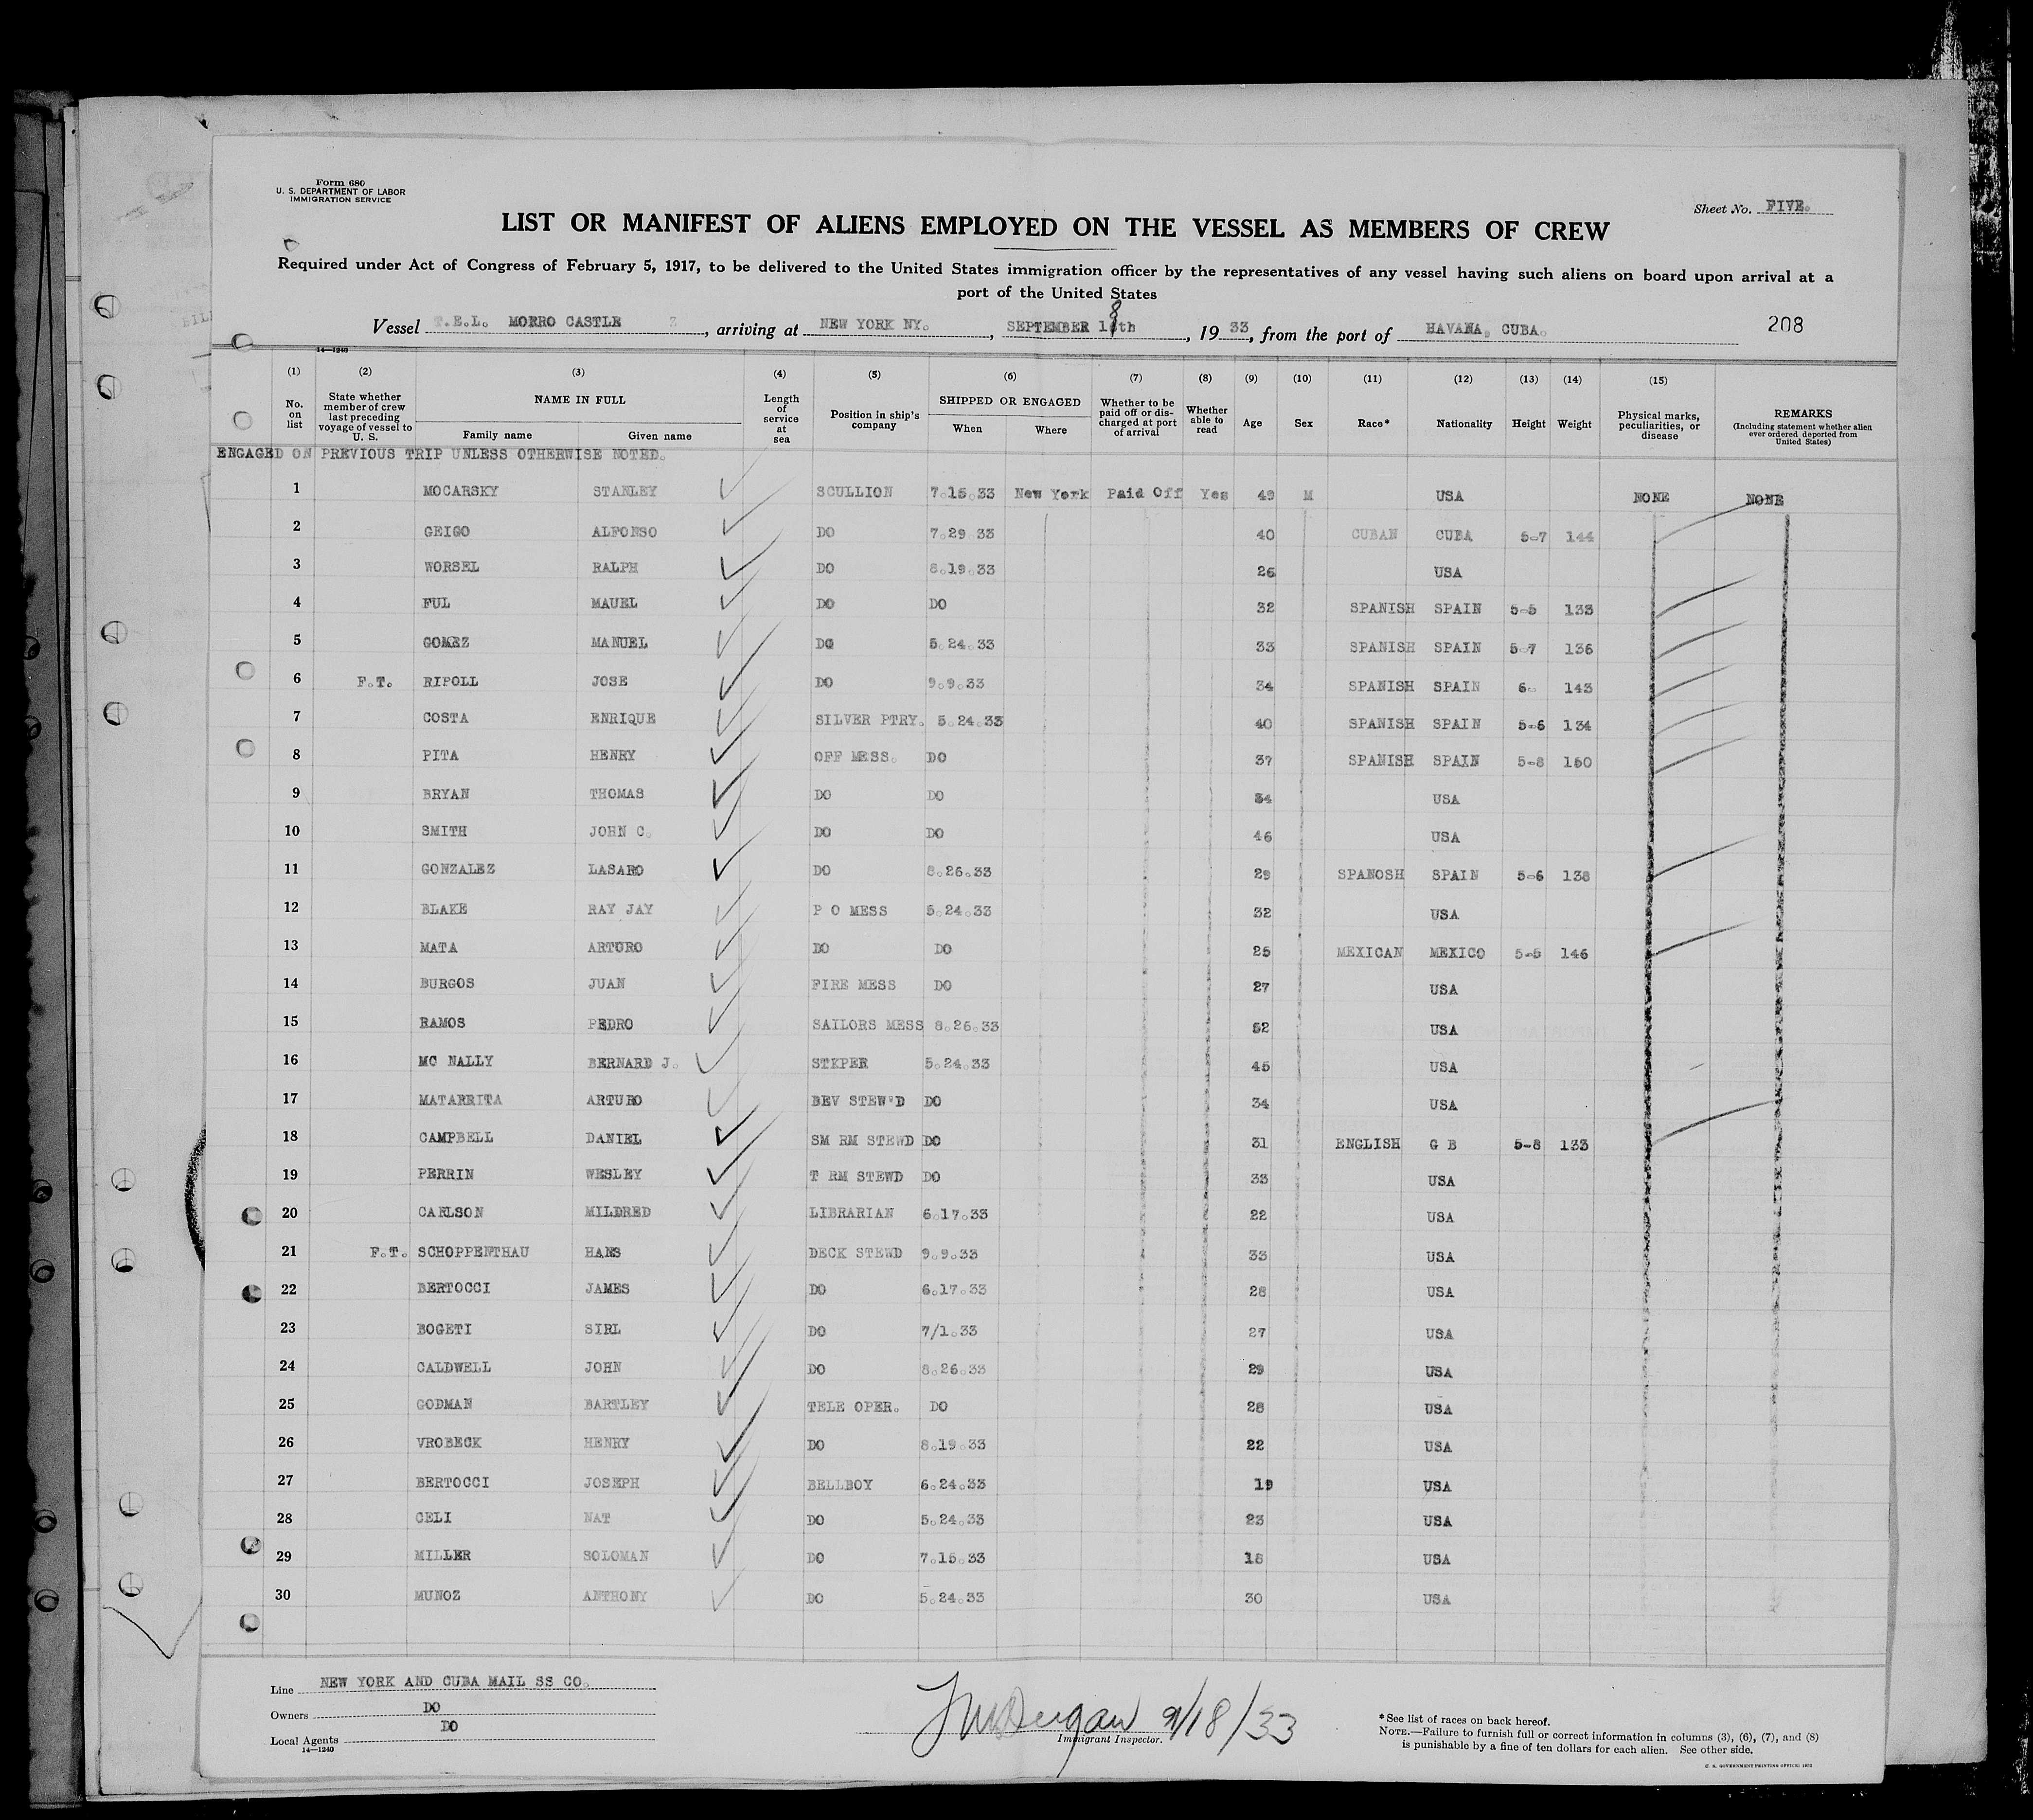 Form 680
U. S. DEPARTMENT OF LABOR
IMMIGRATION SERVICE
Sheet No. FIVE.
LIST OR MANIFEST OF ALIENS EMPLOYED ON THE VESSEL AS MEMBERS OF CREW
Required under Act of Congress of February 5, 1917, to be delivered to the United States immigration officer by the representatives of any vessel having such aliens on board upon arrival at a
port of the United States
Vessel T.E.L. MORRO CASTLE, arriving at NEW YORK NY., SEPTEMBER 18th, 1933, from the port of HAVANA, CUBA. 208
14—1240
(1) (2) (3) (4) (5) (6) (7) (8) (9) (10) (11) (12) (13) (14) (15)
No. on list | State whether member of crew last preceding voyage of vessel to U. S. | NAME IN FULL Family name Given name | Length of service at sea | Position in ship's company | SHIPPED OR ENGAGED When Where | Whether to be paid off or discharged at port of arrival | Whether able to read | Age | Sex | Race* | Nationality | Height | Weight | Physical marks, peculiarities, or disease | REMARKS (Including statement whether alien ever ordered deported from United States)
ENGAGED ON PREVIOUS TRIP UNLESS OTHERWISE NOTED.
1 MOCARSKY STANLEY SCULLION 7.15.33 New York Paid Off Yes 49 M USA NONE NONE
2 GEIGO ALFONSO DO 7.29 33 40 CUBAN CUBA 5-7 144
3 WORSEL RALPH DO 8.19.33 26 USA
4 FUL MAUEL DO DO 32 SPANISH SPAIN 5-5 133
5 GOMEZ MANUEL DO 5.24.33 33 SPANISH SPAIN 5-7 136
6 F.T. RIPOLL JOSE DO 9.9.33 34 SPANISH SPAIN 6- 143
7 COSTA ENRIQUE SILVER PTRY. 5.24.33 40 SPANISH SPAIN 5-6 134
8 PITA HENRY OFF MESS. DO 37 SPANISH SPAIN 5-8 150
9 BRYAN THOMAS DO DO 34 USA
10 SMITH JOHN C. DO DO 46 USA
11 GONZALEZ LASARO DO 8.26.33 29 SPANOSH SPAIN 5-6 138
12 BLAKE RAY JAY P O MESS 5.24.33 32 USA
13 MATA ARTURO DO DO 25 MEXICAN MEXICO 5-5 146
14 BURGOS JUAN FIRE MESS DO 27 USA
15 RAMOS PEDRO SAILORS MESS 8.26.33 52 USA
16 MC NALLY BERNARD J. STKPER 5.24.33 45 USA
17 MATARRITA ARTURO BEV STEW'D DO 34 USA
18 CAMPBELL DANIEL SM RM STEWD DO 31 ENGLISH G B 5-8 133
19 PERRIN WESLEY T RM STEWD DO 33 USA
20 CARLSON MILDRED LIBRARIAN 6.17.33 22 USA
21 F.T. SCHOPPENTHAU HANS DECK STEWD 9.9.33 33 USA
22 BERTOCCI JAMES DO 6.17.33 28 USA
23 BOGETI SIRL DO 7/1.33 27 USA
24 CALDWELL JOHN DO 8.26.33 29 USA
25 GODMAN BARTLEY TELE OPER. DO 28 USA
26 VROBECK HENRY DO 8.19.33 22 USA
27 BERTOCCI JOSEPH BELLBOY 6.24.33 19 USA
28 CELI NAT DO 5.24.33 23 USA
29 MILLER SOLOMAN DO 7.15.33 18 USA
30 MUNOZ ANTHONY DO 5.24.33 30 USA
Line NEW YORK AND CUBA MAIL SS CO.
Owners DO
Local Agents DO
14—1240
9/18/33
Immigrant Inspector.
*See list of races on back hereof.
NOTE.—Failure to furnish full or correct information in columns (3), (6), (7), and (8)
is punishable by a fine of ten dollars for each alien. See other side.